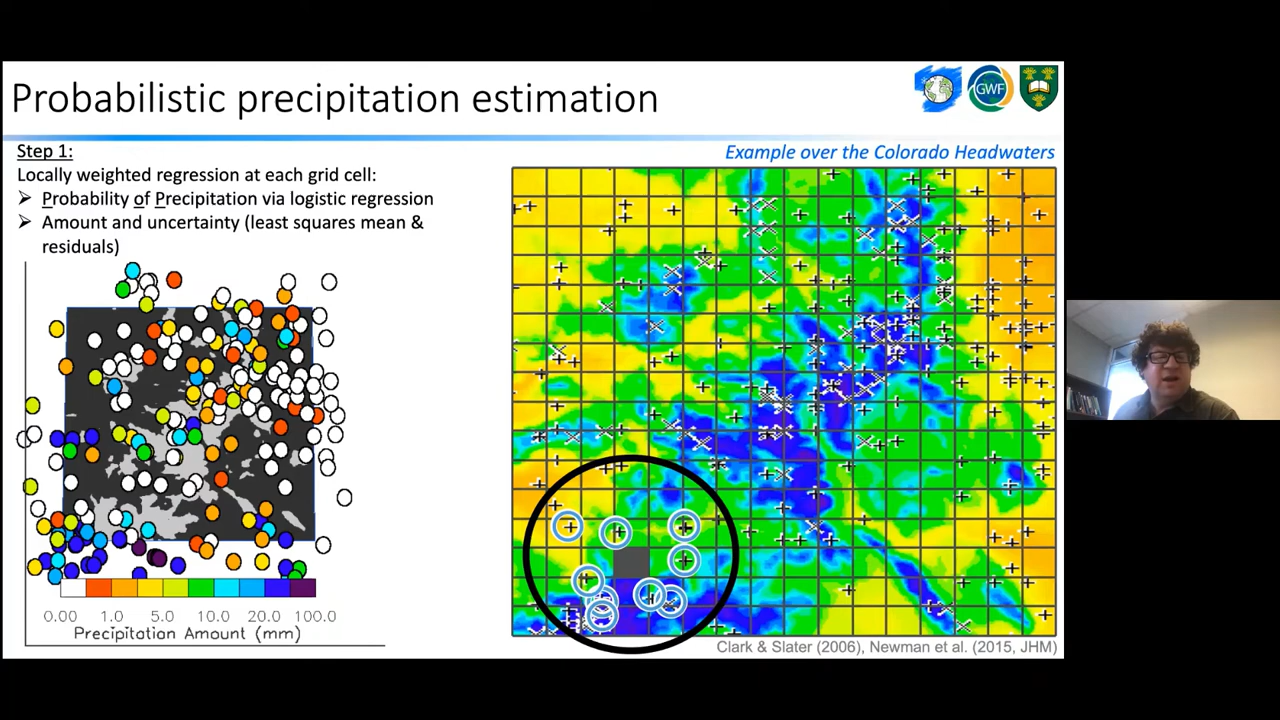 Probabilistic precipitation estimation
GWF
Step 1:
Example over the Colorado Headwaters
Locally weighted regression at each grid cell:
➢ Probability of Precipitation via logistic regression
➢ Amount and uncertainty (least squares mean &
residuals)
0.00 1.0 5.0 10.0 20.0 100.0
Precipitation Amount (mm)
Clark & Slater (2006), Newman et al. (2015, JHM)